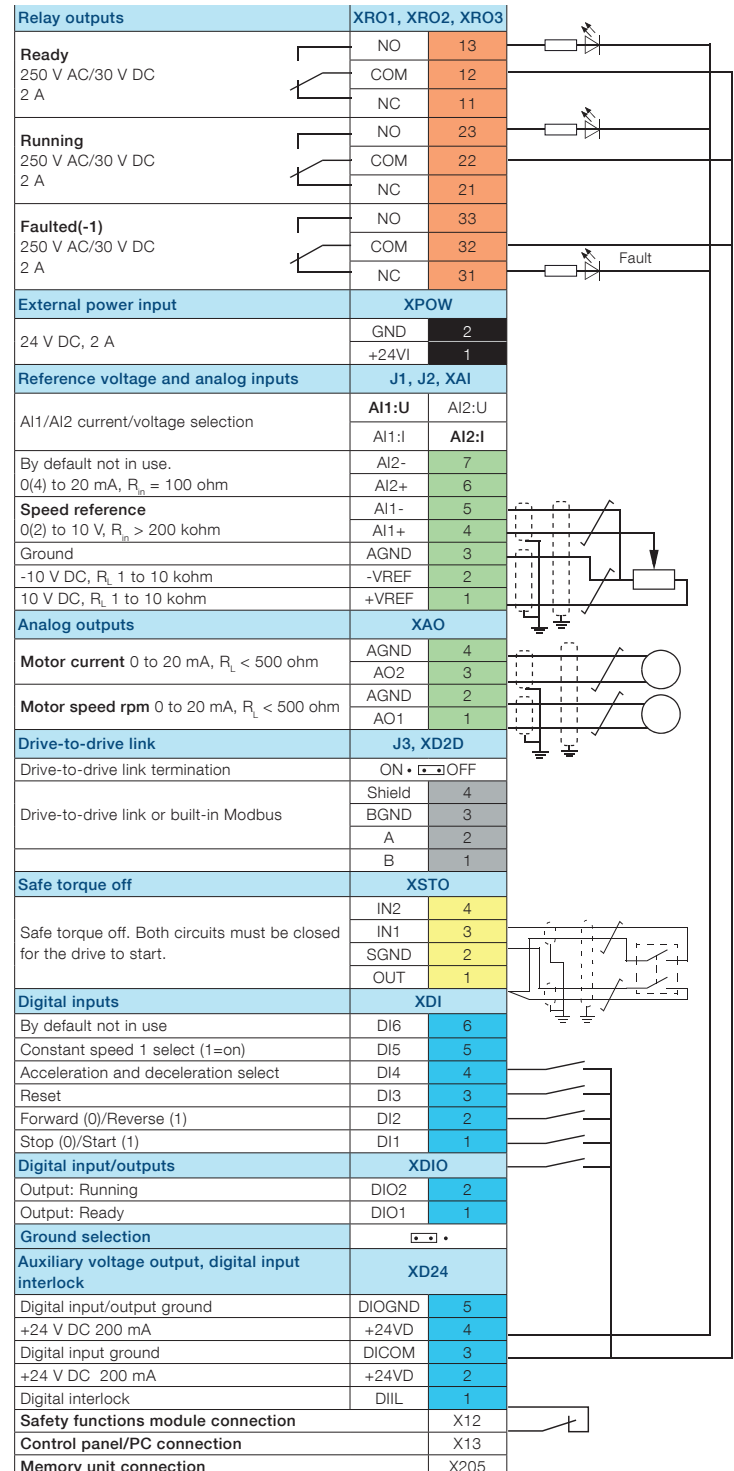 Relay outputs XRO1, XRO2, XRO3
Ready
250 V AC/30 V DC
2 A
NO 13
COM 12
NC 11
Running
250 V AC/30 V DC
2 A
NO 23
COM 22
NC 21
Faulted(-1)
250 V AC/30 V DC
2 A
NO 33
COM 32
NC 31
Fault
External power input XPOW
24 V DC, 2 A
GND 2
+24VI 1
Reference voltage and analog inputs J1, J2, XAI
AI1/AI2 current/voltage selection
AI1:U AI2:U
AI1:I AI2:I
By default not in use.
0(4) to 20 mA, Rin = 100 ohm
AI2- 7
AI2+ 6
Speed reference
0(2) to 10 V, Rin > 200 kohm
AI1- 5
AI1+ 4
Ground AGND 3
-10 V DC, RL 1 to 10 kohm -VREF 2
10 V DC, RL 1 to 10 kohm +VREF 1
Analog outputs XAO
Motor current 0 to 20 mA, RL < 500 ohm
AGND 4
AO2 3
Motor speed rpm 0 to 20 mA, RL < 500 ohm
AGND 2
AO1 1
Drive-to-drive link J3, XD2D
Drive-to-drive link termination ON OFF
Drive-to-drive link or built-in Modbus
Shield 4
BGND 3
A 2
B 1
Safe torque off XSTO
Safe torque off. Both circuits must be closed
for the drive to start.
IN2 4
IN1 3
SGND 2
OUT 1
Digital inputs XDI
By default not in use DI6 6
Constant speed 1 select (1=on) DI5 5
Acceleration and deceleration select DI4 4
Reset DI3 3
Forward (0)/Reverse (1) DI2 2
Stop (0)/Start (1) DI1 1
Digital input/outputs XDIO
Output: Running DIO2 2
Output: Ready DIO1 1
Ground selection
Auxiliary voltage output, digital input
interlock
XD24
Digital input/output ground DIOGND 5
+24 V DC 200 mA +24VD 4
Digital input ground DICOM 3
+24 V DC 200 mA +24VD 2
Digital interlock DIIL 1
Safety functions module connection X12
Control panel/PC connection X13
Memory unit connection X205